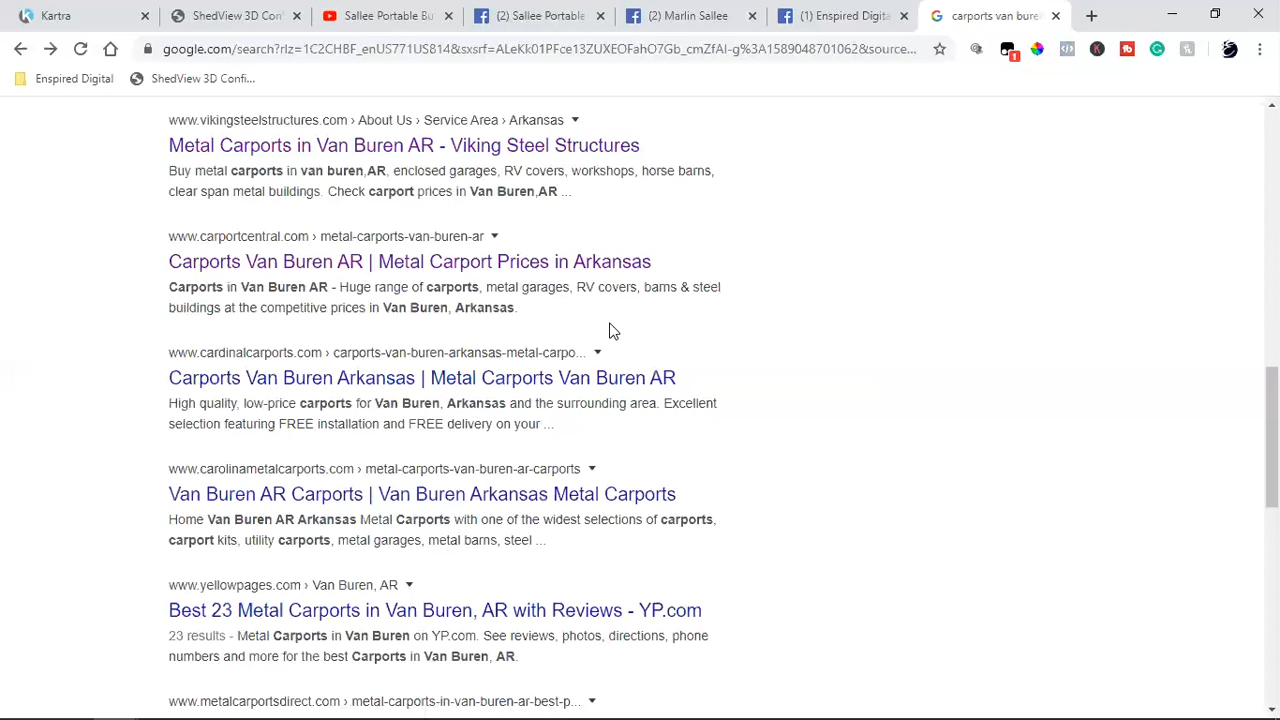 Kartra
ShedView 3D Conf
Sallee Portable Bu
(2) Sallee Portable
(2) Marlin Sallee
(1) Enspired Digita
carports van bure
google.com/search?rlz=1C2CHBF_enUS771US814&sxsrf=ALeKk01PFce13ZUXEOFahO7Gb_cmZfAI-g%3A1589048701062&source...
1
Enspired Digital
ShedView 3D Confi...
www.vikingsteelstructures.com › About Us › Service Area › Arkansas
Metal Carports in Van Buren AR - Viking Steel Structures
Buy metal carports in van buren,AR, enclosed garages, RV covers, workshops, horse barns,
clear span metal buildings. Check carport prices in Van Buren,AR ...
www.carportcentral.com › metal-carports-van-buren-ar
Carports Van Buren AR | Metal Carport Prices in Arkansas
Carports in Van Buren AR - Huge range of carports, metal garages, RV covers, barns & steel
buildings at the competitive prices in Van Buren, Arkansas.
www.cardinalcarports.com › carports-van-buren-arkansas-metal-carpo...
Carports Van Buren Arkansas | Metal Carports Van Buren AR
High quality, low-price carports for Van Buren, Arkansas and the surrounding area. Excellent
selection featuring FREE installation and FREE delivery on your ...
www.carolinametalcarports.com › metal-carports-van-buren-ar-carports
Van Buren AR Carports | Van Buren Arkansas Metal Carports
Home Van Buren AR Arkansas Metal Carports with one of the widest selections of carports,
carport kits, utility carports, metal garages, metal barns, steel ...
www.yellowpages.com › Van Buren, AR
Best 23 Metal Carports in Van Buren, AR with Reviews - YP.com
23 results - Metal Carports in Van Buren on YP.com. See reviews, photos, directions, phone
numbers and more for the best Carports in Van Buren, AR.
www.metalcarportsdirect.com › metal-carports-in-van-buren-ar-best-p...